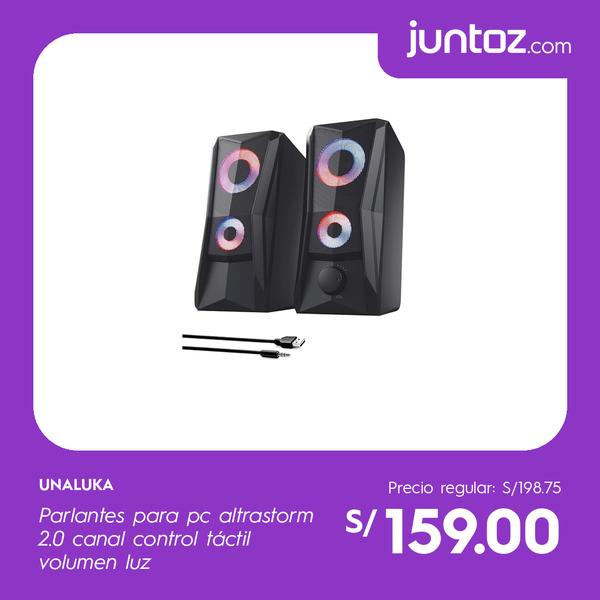 juntoz.com
UNALUKA
Parlantes para pc altrastorm
2.0 canal control táctil
volumen luz
Precio regular: S/198.75
S/159.00